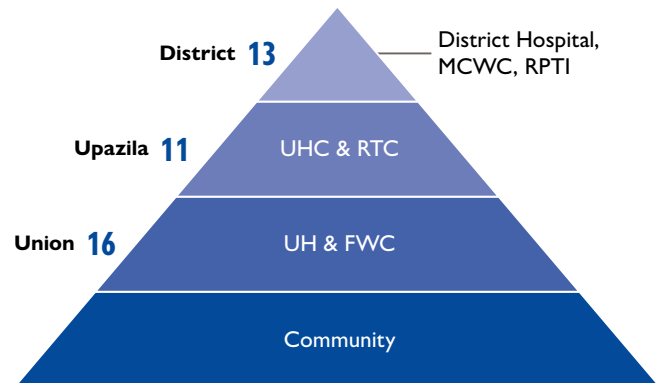 District 13
District Hospital,
MCWC, RPTI
Upazila 11
UHC & RTC
Union 16
UH & FWC
Community